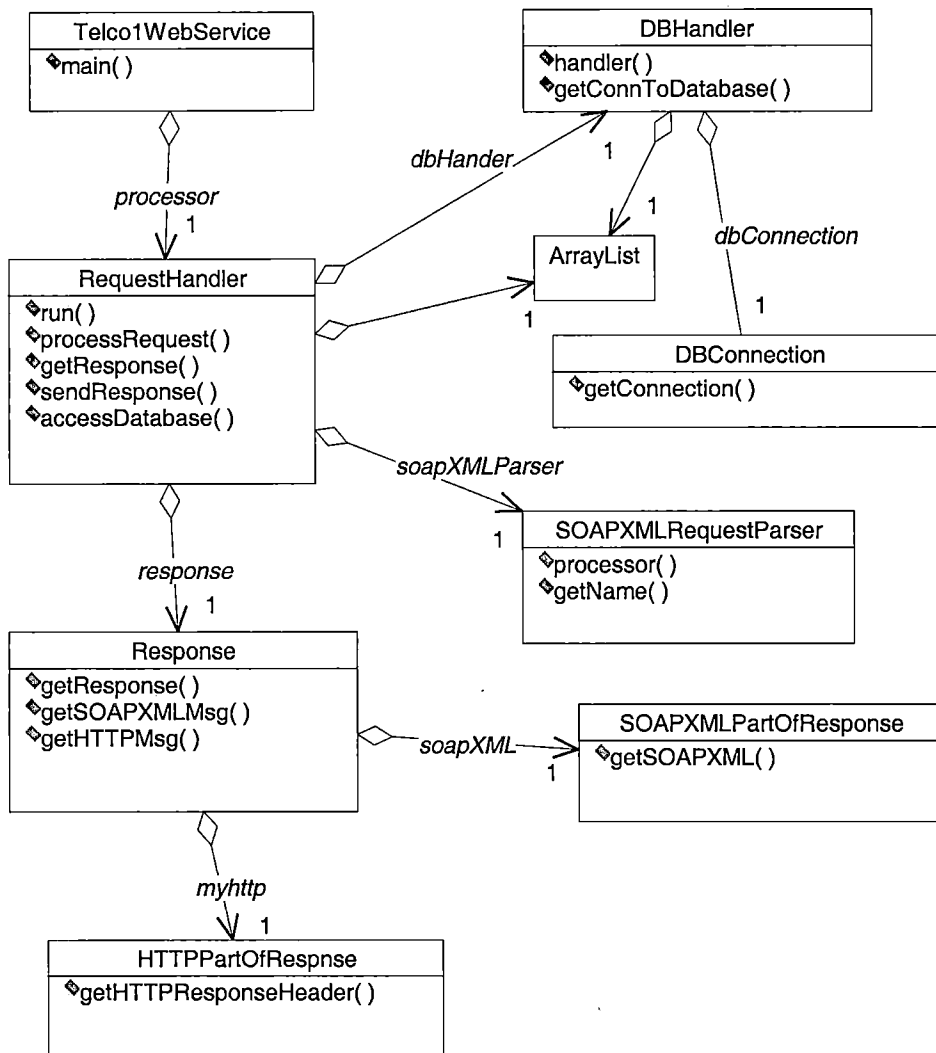 Telco1WebService
main( )
processor
1
DBHandler
handler( )
getConnToDatabase( )
dbHander
1
1
dbConnection
1
ArrayList
1
RequestHandler
run( )
processRequest( )
getResponse( )
sendResponse( )
accessDatabase( )
DBConnection
getConnection( )
soapXMLParser
1
SOAPXMLRequestParser
processor( )
getName( )
response
1
Response
getResponse( )
getSOAPXMLMsg( )
getHTTPMsg( )
soapXML
1
SOAPXMLPartOfResponse
getSOAPXML( )
myhttp
1
HTTPPartOfRespnse
getHTTPResponseHeader( )